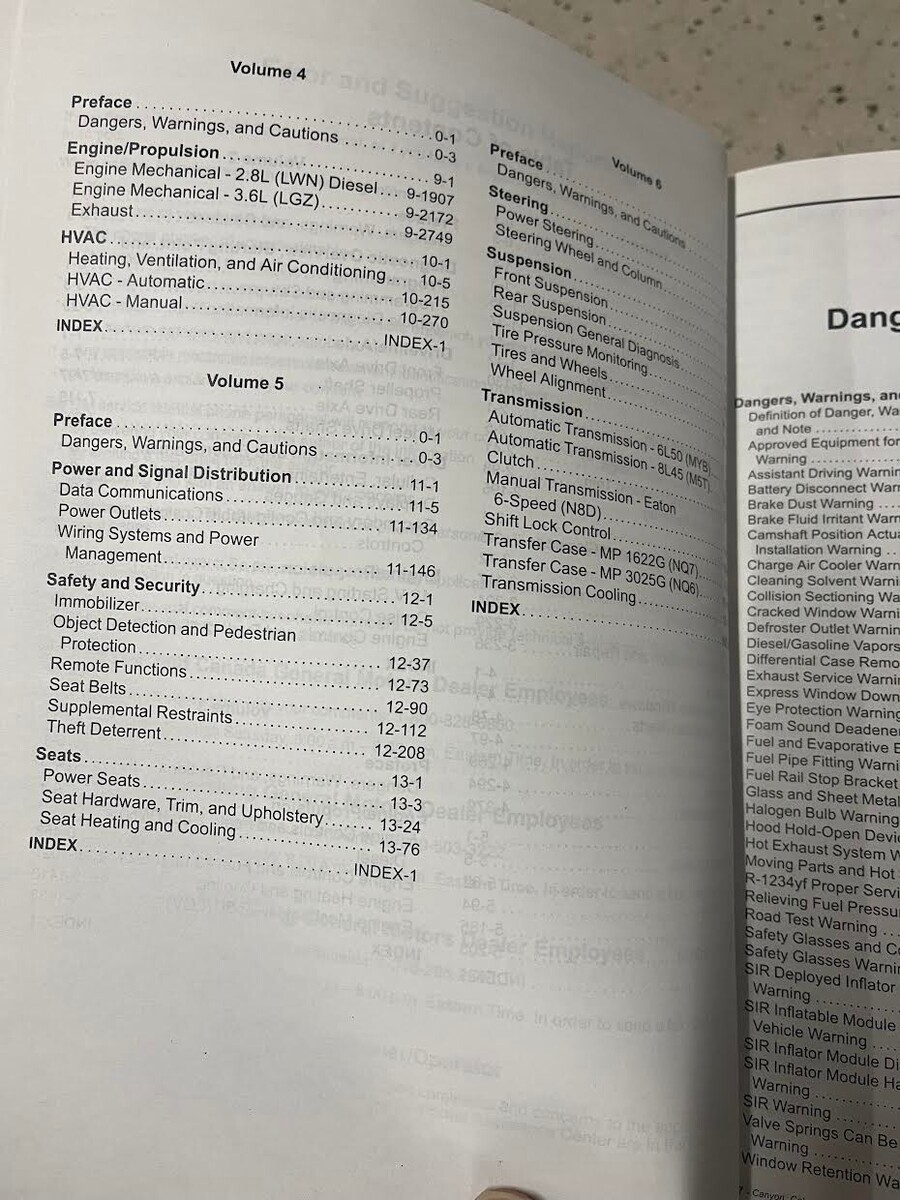 Volume 4
Preface . . . . . . . . . . . . . . . . . . . . . . . . . . . . . . 0-1
Dangers, Warnings, and Cautions . . . . . . . . . 0-3
Engine/Propulsion . . . . . . . . . . . . . . . . . . . . . . 9-1
Engine Mechanical - 2.8L (LWN) Diesel . . . 9-1907
Engine Mechanical - 3.6L (LGZ) . . . . . . . . . . 9-2172
Exhaust . . . . . . . . . . . . . . . . . . . . . . . . . . . . 9-2749
HVAC . . . . . . . . . . . . . . . . . . . . . . . . . . . . . . . 10-1
Heating, Ventilation, and Air Conditioning . . . . 10-5
HVAC - Automatic . . . . . . . . . . . . . . . . . . . . 10-215
HVAC - Manual . . . . . . . . . . . . . . . . . . . . . . 10-270
INDEX . . . . . . . . . . . . . . . . . . . . . . . . . . . INDEX-1
Volume 5
Preface . . . . . . . . . . . . . . . . . . . . . . . . . . . . . . 0-1
Dangers, Warnings, and Cautions . . . . . . . . . . 0-3
Power and Signal Distribution . . . . . . . . . . . . 11-1
Data Communications . . . . . . . . . . . . . . . . . . 11-5
Power Outlets . . . . . . . . . . . . . . . . . . . . . . . 11-134
Wiring Systems and Power
Management . . . . . . . . . . . . . . . . . . . . . . . 11-146
Safety and Security . . . . . . . . . . . . . . . . . . . . 12-1
Immobilizer . . . . . . . . . . . . . . . . . . . . . . . . . . 12-5
Object Detection and Pedestrian
Protection . . . . . . . . . . . . . . . . . . . . . . . . . . 12-37
Remote Functions . . . . . . . . . . . . . . . . . . . . . 12-73
Seat Belts . . . . . . . . . . . . . . . . . . . . . . . . . . . 12-90
Supplemental Restraints . . . . . . . . . . . . . . . . 12-112
Theft Deterrent . . . . . . . . . . . . . . . . . . . . . . . 12-208
Seats . . . . . . . . . . . . . . . . . . . . . . . . . . . . . . . 13-1
Power Seats . . . . . . . . . . . . . . . . . . . . . . . . . 13-3
Seat Hardware, Trim, and Upholstery . . . . . . . 13-24
Seat Heating and Cooling . . . . . . . . . . . . . . . 13-76
INDEX . . . . . . . . . . . . . . . . . . . . . . . . . . . INDEX-1
Volume 6
Preface . . . . . . . . . . . . . . . . .
Dangers, Warnings, and Cautions
Steering . . . . . . . . . . . . . . . . .
Power Steering . . . . . . . . . . . .
Steering Wheel and Column . . . . .
Suspension . . . . . . . . . . . . . . .
Front Suspension . . . . . . . . . . .
Rear Suspension . . . . . . . . . . .
Suspension General Diagnosis . . .
Tire Pressure Monitoring . . . . . .
Tires and Wheels . . . . . . . . . . .
Wheel Alignment . . . . . . . . . . .
Transmission . . . . . . . . . . . . . .
Automatic Transmission - 6L50 (MYB)
Automatic Transmission - 8L45 (M5T)
Clutch . . . . . . . . . . . . . . . . . .
Manual Transmission - Eaton
6-Speed (N8D) . . . . . . . . . . . .
Shift Lock Control . . . . . . . . . .
Transfer Case - MP 1622G (NQ7) . . .
Transfer Case - MP 3025G (NQ6) . . .
Transmission Cooling . . . . . . . . .
INDEX . . . . . . . . . . . . . . . . . .
Dang
Dangers, Warnings, an
Definition of Danger, Wa
and Note . . . . . . . . . .
Approved Equipment for
Warning . . . . . . . . . .
Assistant Driving Warnin
Battery Disconnect Warn
Brake Dust Warning . . . .
Brake Fluid Irritant Warn
Camshaft Position Actua
Installation Warning . .
Charge Air Cooler Warn
Cleaning Solvent Warni
Collision Sectioning Wa
Cracked Window Warni
Defroster Outlet Warnin
Diesel/Gasoline Vapors
Differential Case Remo
Exhaust Service Warnin
Express Window Down
Eye Protection Warning
Foam Sound Deadene
Fuel and Evaporative E
Fuel Pipe Fitting Warni
Fuel Rail Stop Bracket
Glass and Sheet Metal
Halogen Bulb Warning
Hood Hold-Open Devi
Hot Exhaust System W
Moving Parts and Hot
R-1234yf Proper Servi
Relieving Fuel Pressu
Road Test Warning . . .
Safety Glasses and Co
Safety Glasses Warni
SIR Deployed Inflator
Warning . . . . . . . . . .
SIR Inflatable Module
Vehicle Warning . . . .
SIR Inflator Module Di
SIR Inflator Module Ha
Warning . . . . . . . . . .
SIR Warning . . . . . . .
Valve Springs Can Be
Warning . . . . . . . . . .
Window Retention Wa